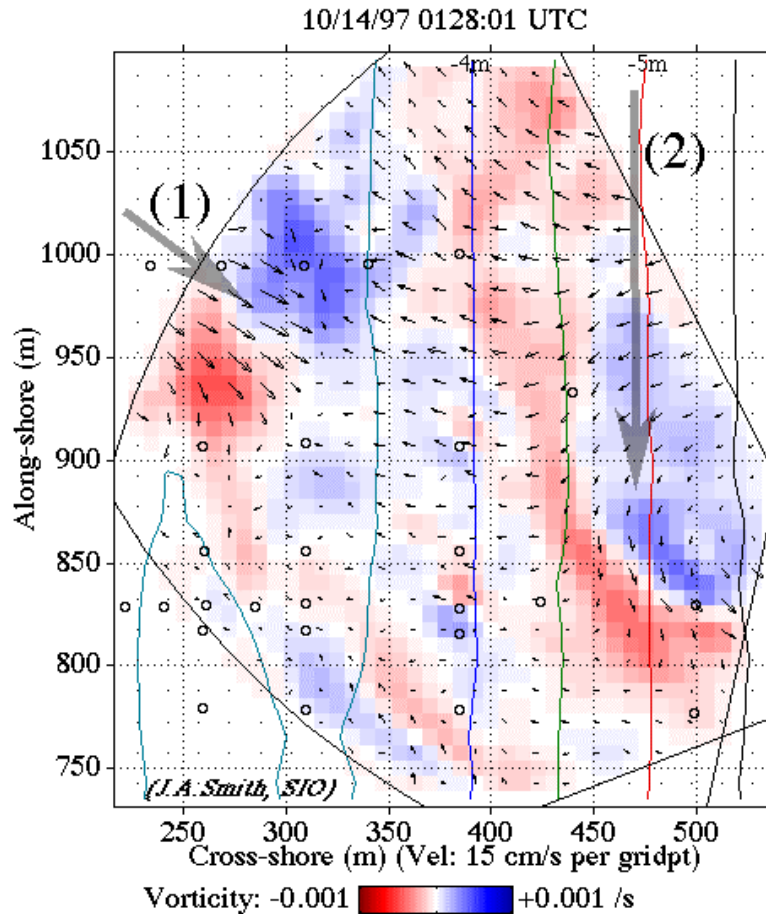 10/14/97 0128:01 UTC
-4m
-5m
1050
(1)
(2)
1000
950
900
850
800
750
Along-shore (m)
(J.A.Smith, SIO)
250 300 350 400 450 500
Cross-shore (m) (Vel: 15 cm/s per gridpt)
Vorticity: -0.001 +0.001 /s